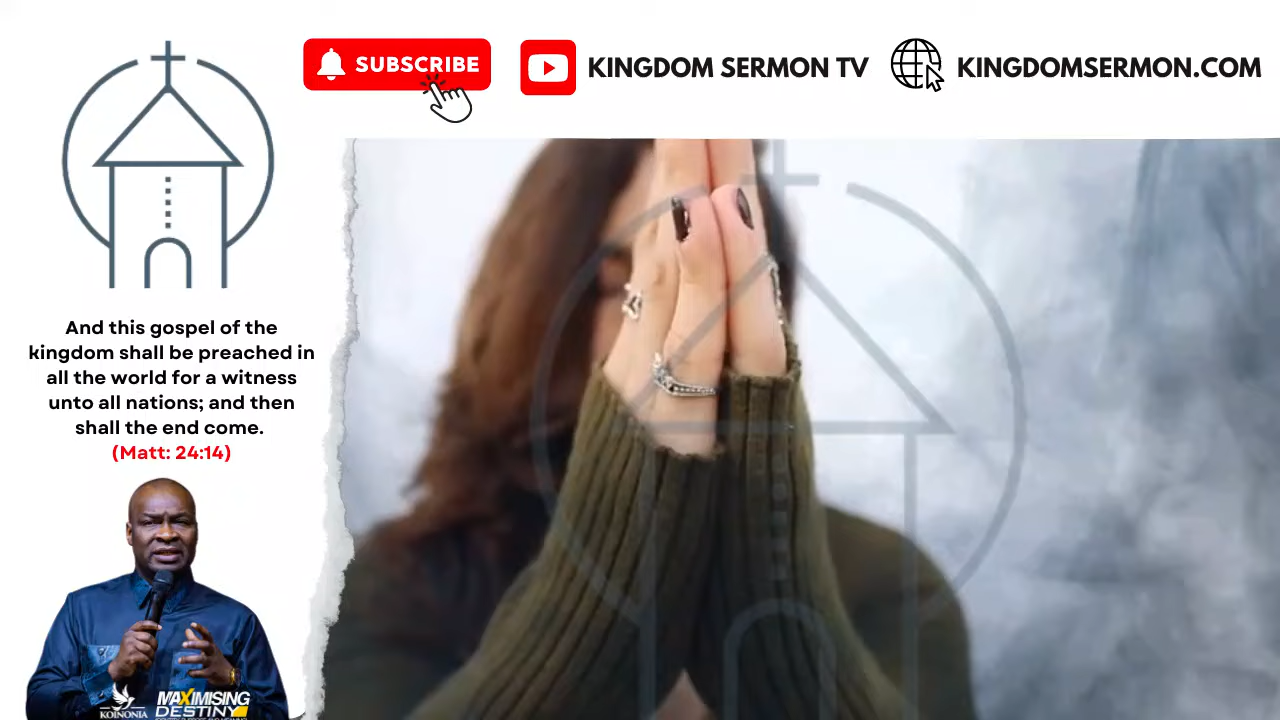 SUBSCRIBE
KINGDOM SERMON TV
KINGDOMSERMON.COM
And this gospel of the
kingdom shall be preached in
all the world for a witness
unto all nations; and then
shall the end come.
(Matt: 24:14)
KOINONIA
MAXIMISING
DESTINY